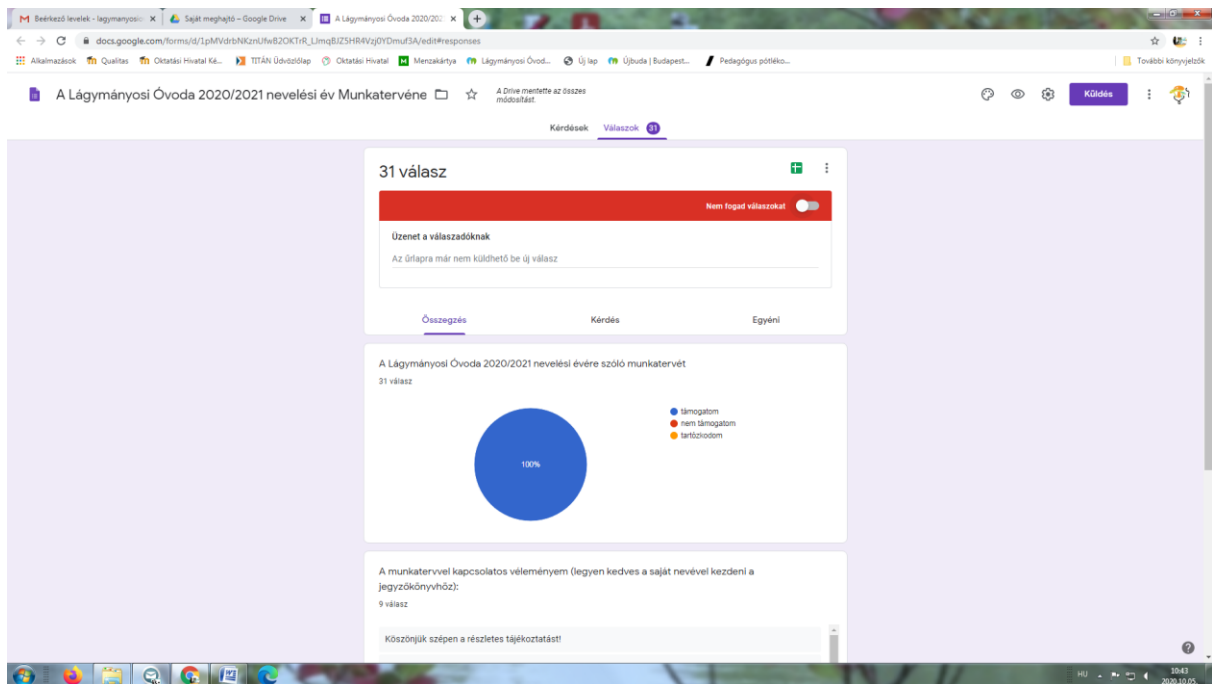 Beérkező levelek - lagymanyosio
Saját meghajtó – Google Drive
A Lágymányosi Óvoda 2020/202
docs.google.com/forms/d/1pMVdrbNKznUfwB2OKTrR_LJmqBJZ5HR4Vzj0YDmuf3A/edit#responses
Alkalmazások
Qualitas
Oktatási Hivatal Ké...
TITÁN Üdvözlőlap
Oktatási Hivatal
Menzakártya
Lágymányosi Óvod...
Új lap
Újbuda | Budapest...
Pedagógus pótléko...
További könyvjelzők
A Lágymányosi Óvoda 2020/2021 nevelési év Munkatervéne
A Drive mentette az összes
módosítást.
Küldés
Kérdések Válaszok 31
31 válasz
Nem fogad válaszokat
Üzenet a válaszadóknak
Az űrlapra már nem küldhető be új válasz
Összegzés Kérdés Egyéni
A Lágymányosi Óvoda 2020/2021 nevelési évére szóló munkatervét
31 válasz
támogatom
nem támogatom
tartózkodom
100%
A munkatervvel kapcsolatos véleményem (legyen kedves a saját nevével kezdeni a
jegyzőkönyvhöz):
9 válasz
Köszönjük szépen a részletes tájékoztatást!
HU
10:43
2020.10.05.